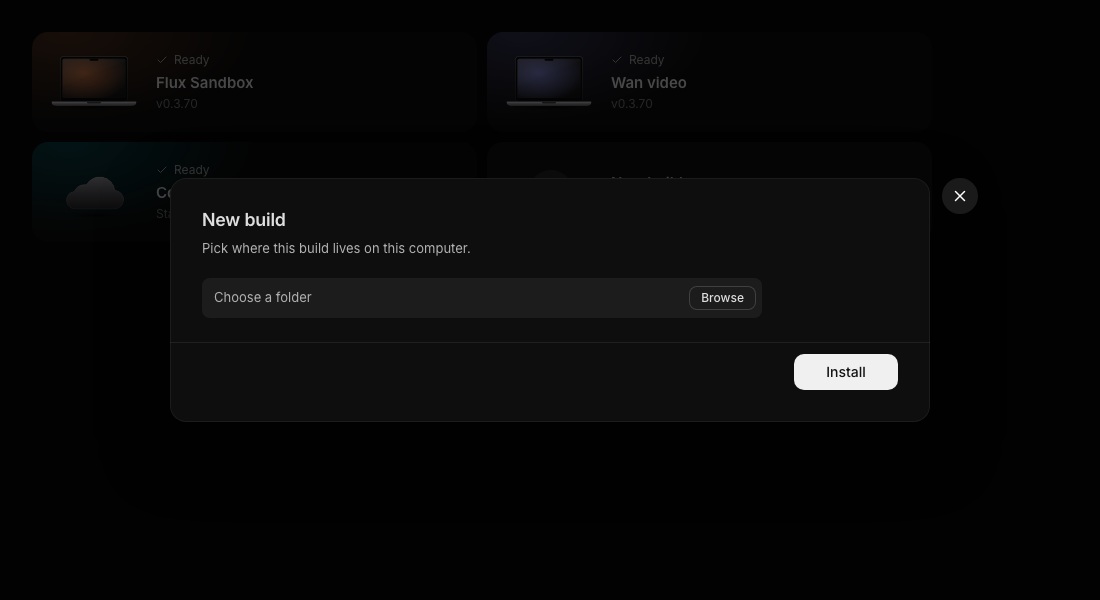 Ready
Flux Sandbox
v0.3.70
Ready
Wan video
v0.3.70
Ready
New build
Pick where this build lives on this computer.
Choose a folder
Browse
Install